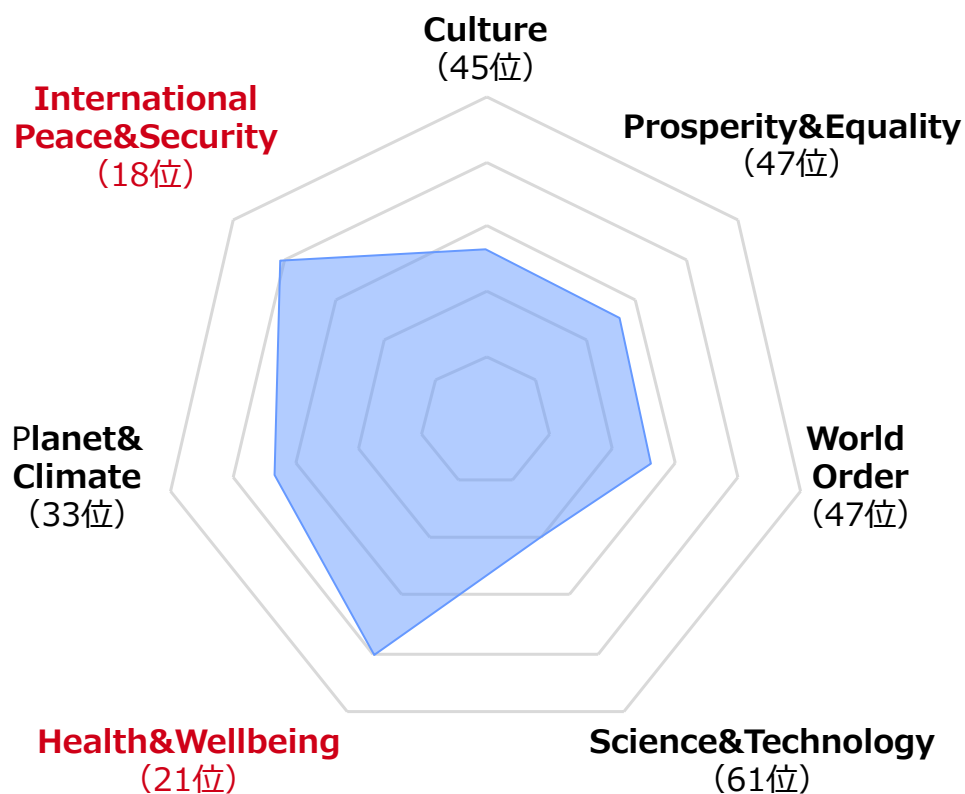 Culture
（45位）
International
Peace&Security
（18位）
Prosperity&Equality
（47位）
Planet&
Climate
（33位）
World
Order
（47位）
Health&Wellbeing
（21位）
Science&Technology
（61位）